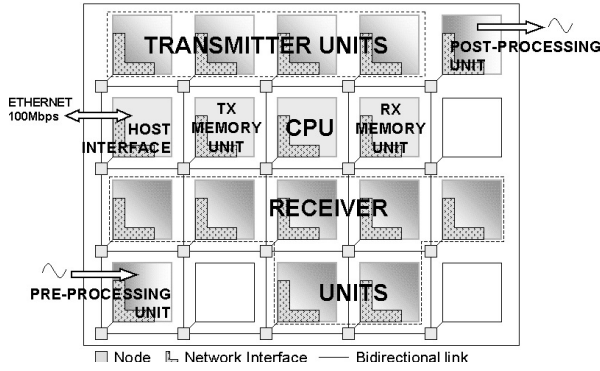 TRANSMITTER UNITS
POST-PROCESSING
UNIT
ETHERNET
100Mbps
HOST
INTERFACE
TX
MEMORY
UNIT
CPU
RX
MEMORY
UNIT
RECEIVER
PRE-PROCESSING
UNIT
UNITS
Node Network Interface Bidirectional link